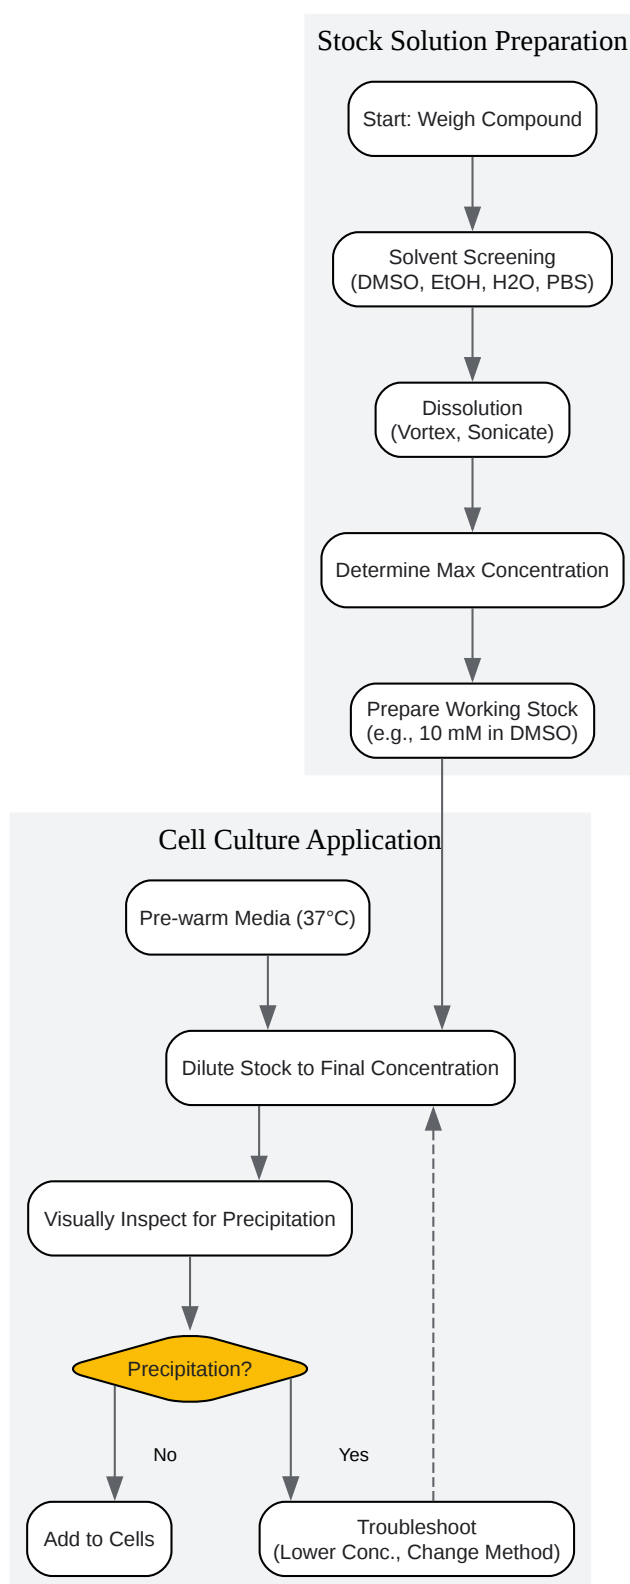 Stock Solution Preparation
Start: Weigh Compound
Solvent Screening
(DMSO, EtOH, H2O, PBS)
Dissolution
(Vortex, Sonicate)
Determine Max Concentration
Prepare Working Stock
(e.g., 10 mM in DMSO)
Cell Culture Application
Pre-warm Media (37°C)
Dilute Stock to Final Concentration
Visually Inspect for Precipitation
Precipitation?
No
Yes
Add to Cells
Troubleshoot
(Lower Conc., Change Method)